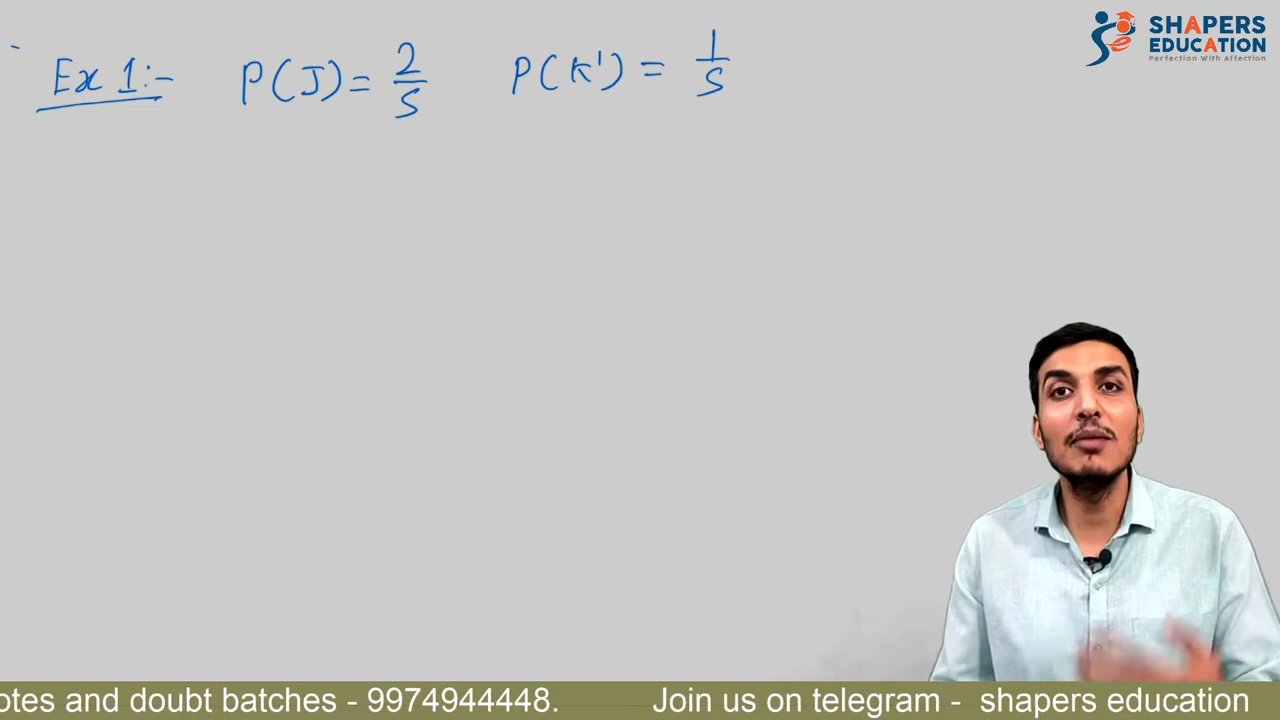 SHAPERS
EDUCATION
Perfection With Affection
Ex 1:- P(J) = 2/5 P(K') = 1/5
otes and doubt batches - 9974944448. Join us on telegram - shapers education